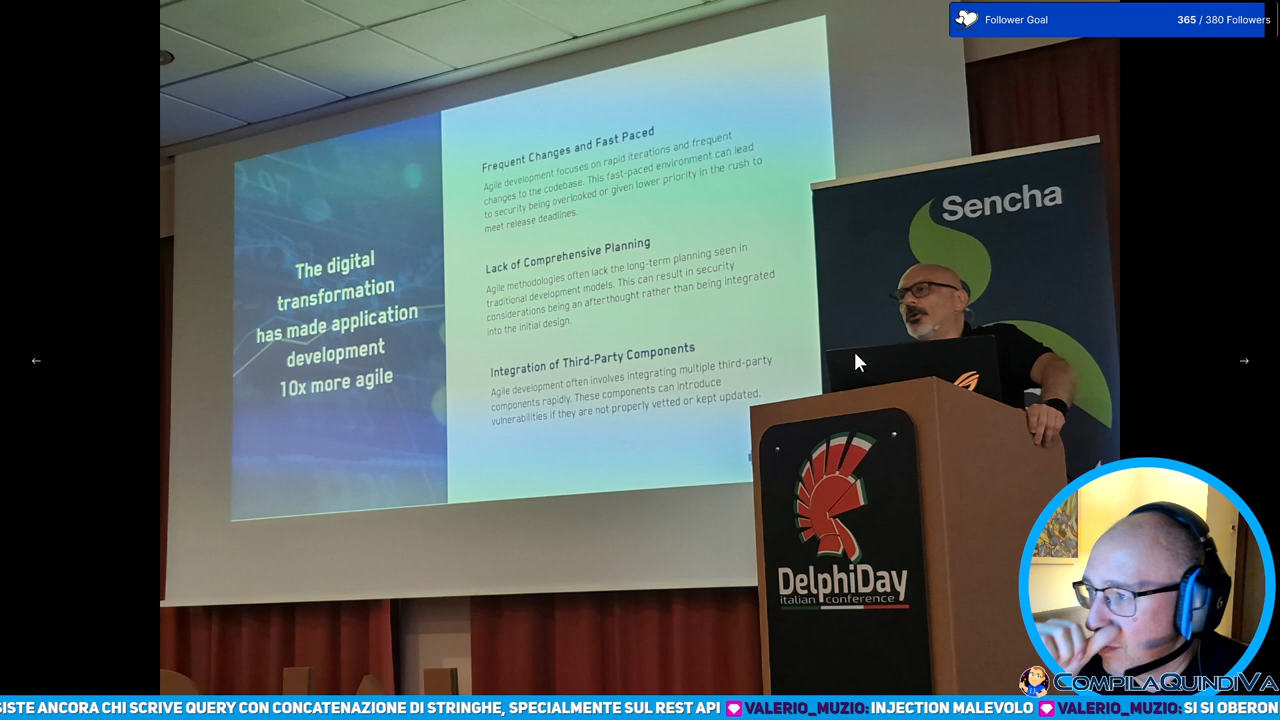 Follower Goal
365 / 380 Followers
The digital
transformation
has made application
development
10x more agile
Frequent Changes and Fast Paced
Agile development focuses on rapid iterations and frequent
changes to the codebase. This fast-paced environment can lead
to security being overlooked or given lower priority in the rush to
meet release deadlines.
Lack of Comprehensive Planning
Agile methodologies often lack the long-term planning seen in
traditional development models. This can result in security
considerations being an afterthought rather than being integrated
into the initial design.
Integration of Third-Party Components
Agile development often involves integrating multiple third-party
components rapidly. These components can introduce
vulnerabilities if they are not properly vetted or kept updated.
Sencha
DelphiDay
italian conference
COMPILAQUINDIVA
SISTE ANCORA CHI SCRIVE QUERY CON CONCATENAZIONE DI STRINGHE, SPECIALMENTE SUL REST API VALERIO_MUZIO: INJECTION MALEVOLO VALERIO_MUZIO: SI SI OBERON